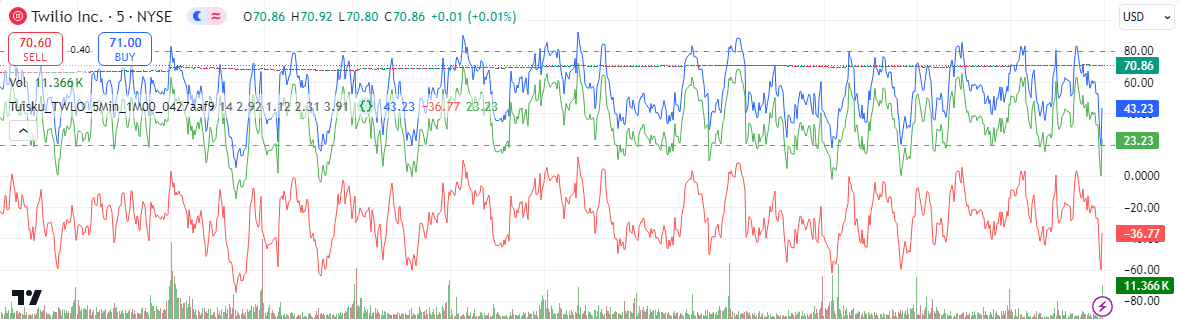 Twilio Inc. · 5 · NYSE O70.86 H70.92 L70.80 C70.86 +0.01 (+0.01%)
USD
70.60 SELL 0.40 71.00 BUY
Vol 11.366 K
Tuisku_TWLO_5Min_1M00_0427aaf9 14 2.92 1.12 2.31 3.91 43.23 −36.77 23.23
80.00
70.86
60.00
43.23
23.23
0.0000
−20.00
−36.77
−60.00
11.366 K
−80.00